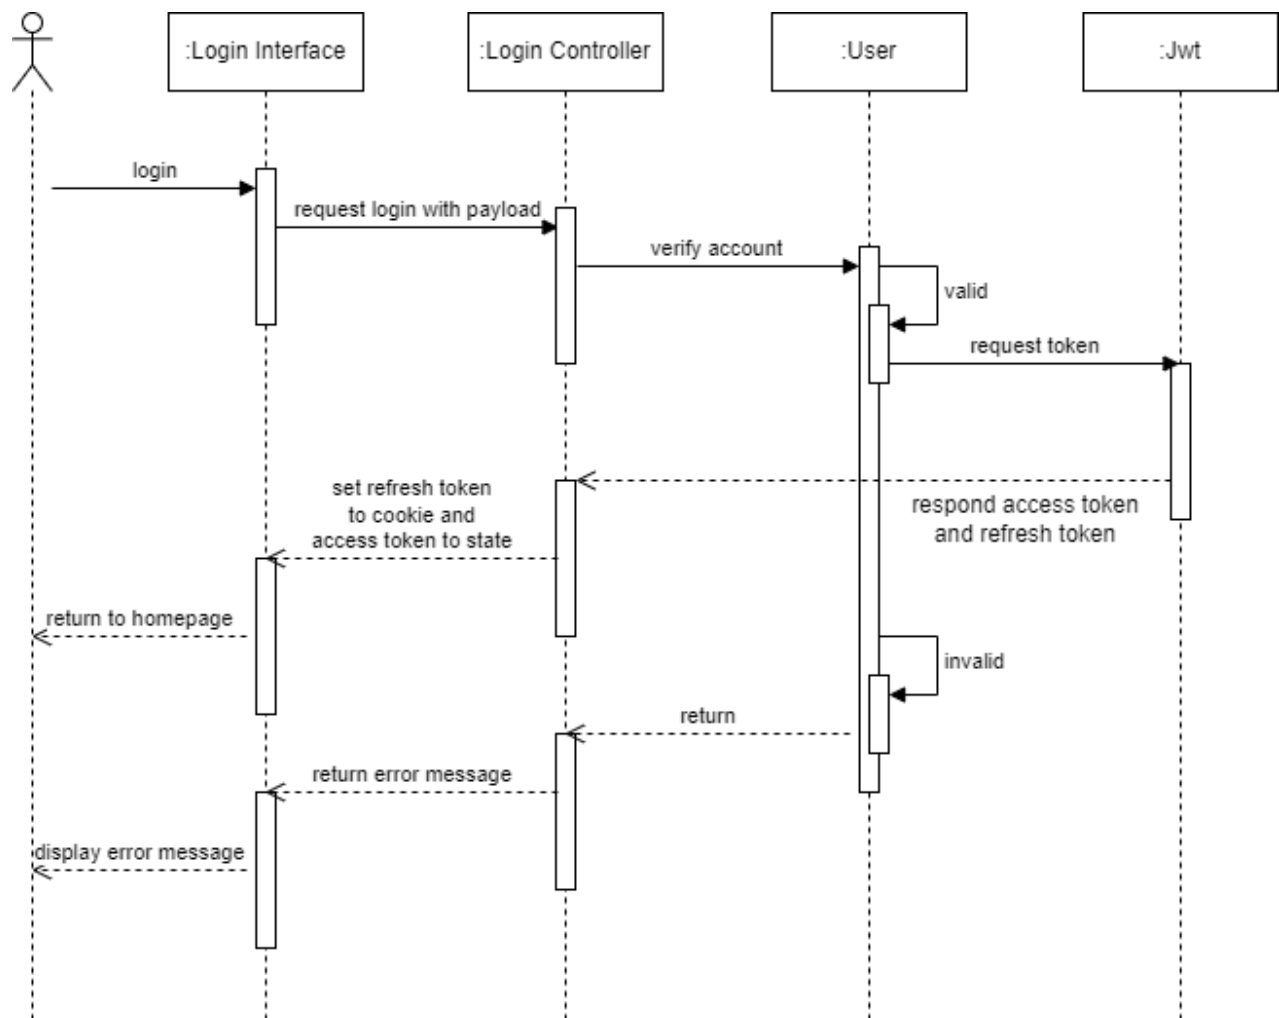 :Login Interface
:Login Controller
:User
:Jwt
login
request login with payload
verify account
valid
request token
set refresh token
to cookie and
access token to state
respond access token
and refresh token
return to homepage
invalid
return
return error message
display error message